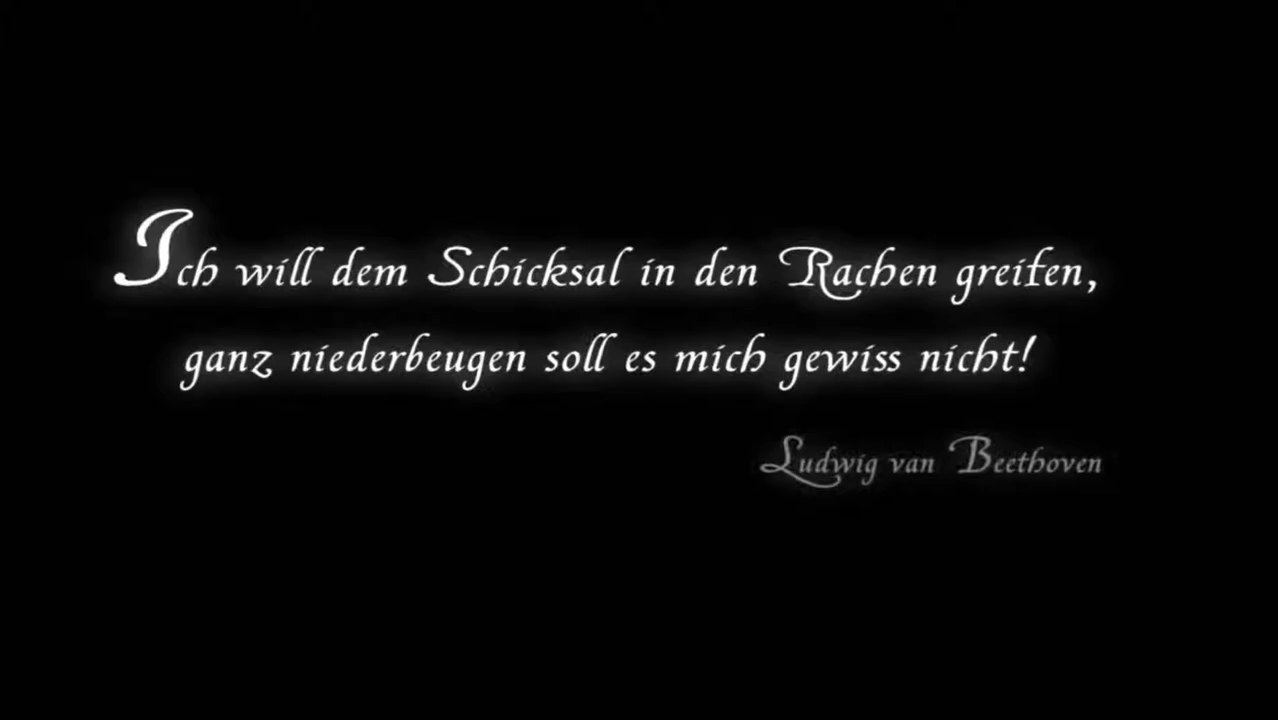 Ich will dem Schicksal in den Rachen greifen,
ganz niederbeugen soll es mich gewiss nicht!
Ludwig van Beethoven